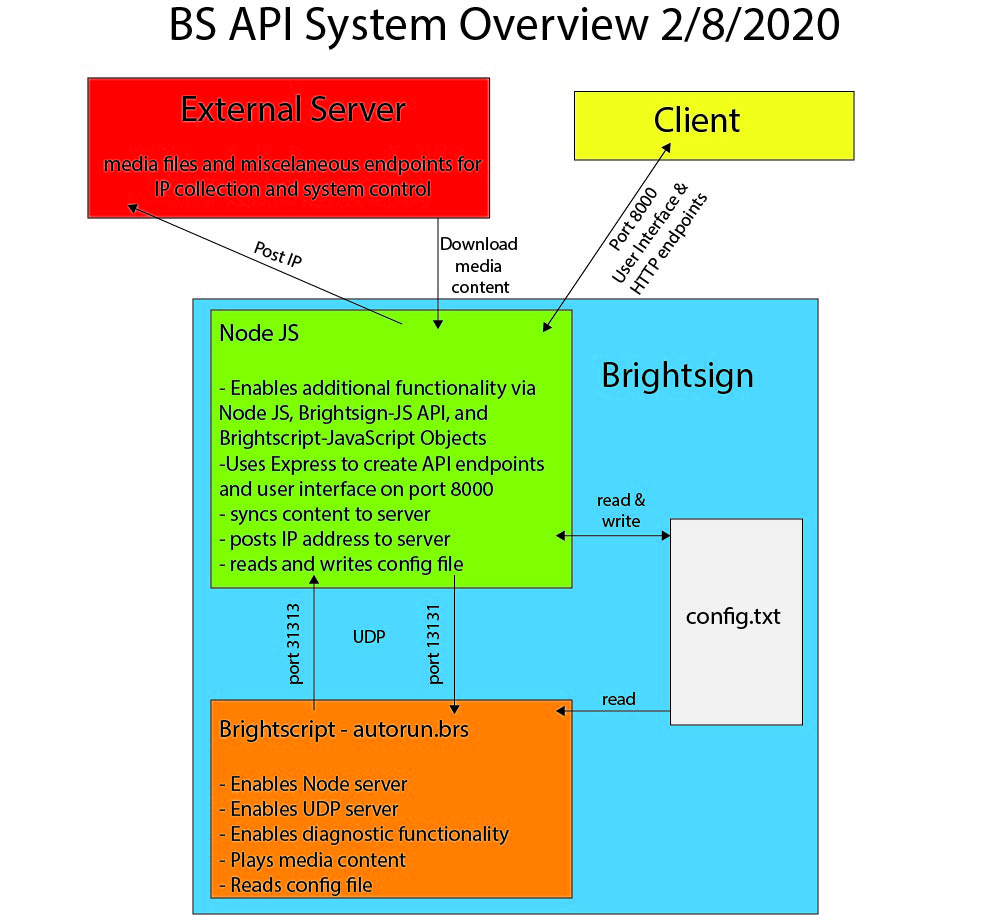 BS API System Overview 2/8/2020
External Server
media files and miscelaneous endpoints for
IP collection and system control
Client
Post IP
Download
media
content
Port 8000
User Interface &
HTTP endpoints
Brightsign
Node JS
- Enables additional functionality via
Node JS, Brightsign-JS API, and
Brightscript-JavaScript Objects
-Uses Express to create API endpoints
and user interface on port 8000
- syncs content to server
- posts IP address to server
- reads and writes config file
read &
write
config.txt
port 31313
UDP
port 13131
read
Brightscript - autorun.brs
- Enables Node server
- Enables UDP server
- Enables diagnostic functionality
- Plays media content
- Reads config file